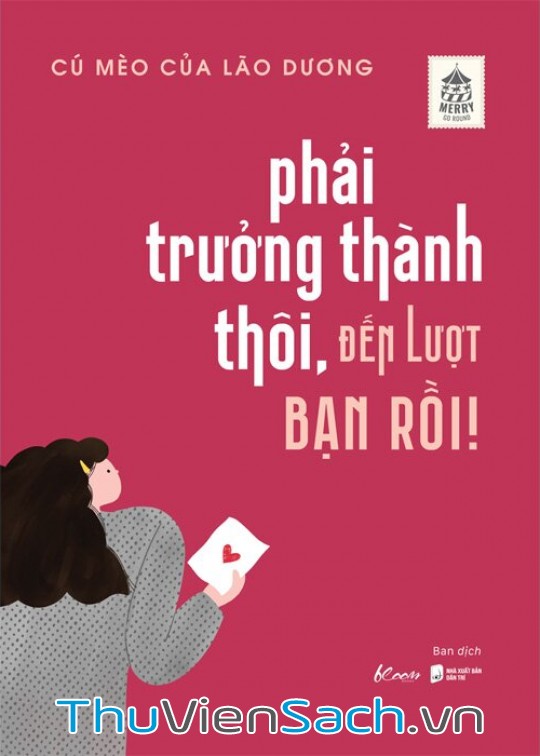 CÚ MÈO CỦA LÃO DƯƠNG
MERRY
GO ROUND
phải
trưởng thành
thôi, ĐẾN LƯỢT
BẠN RỒI!
Ban dịch
bloom
NHÀ XUẤT BẢN
DÂN TRÍ
ThuVienSach.vn